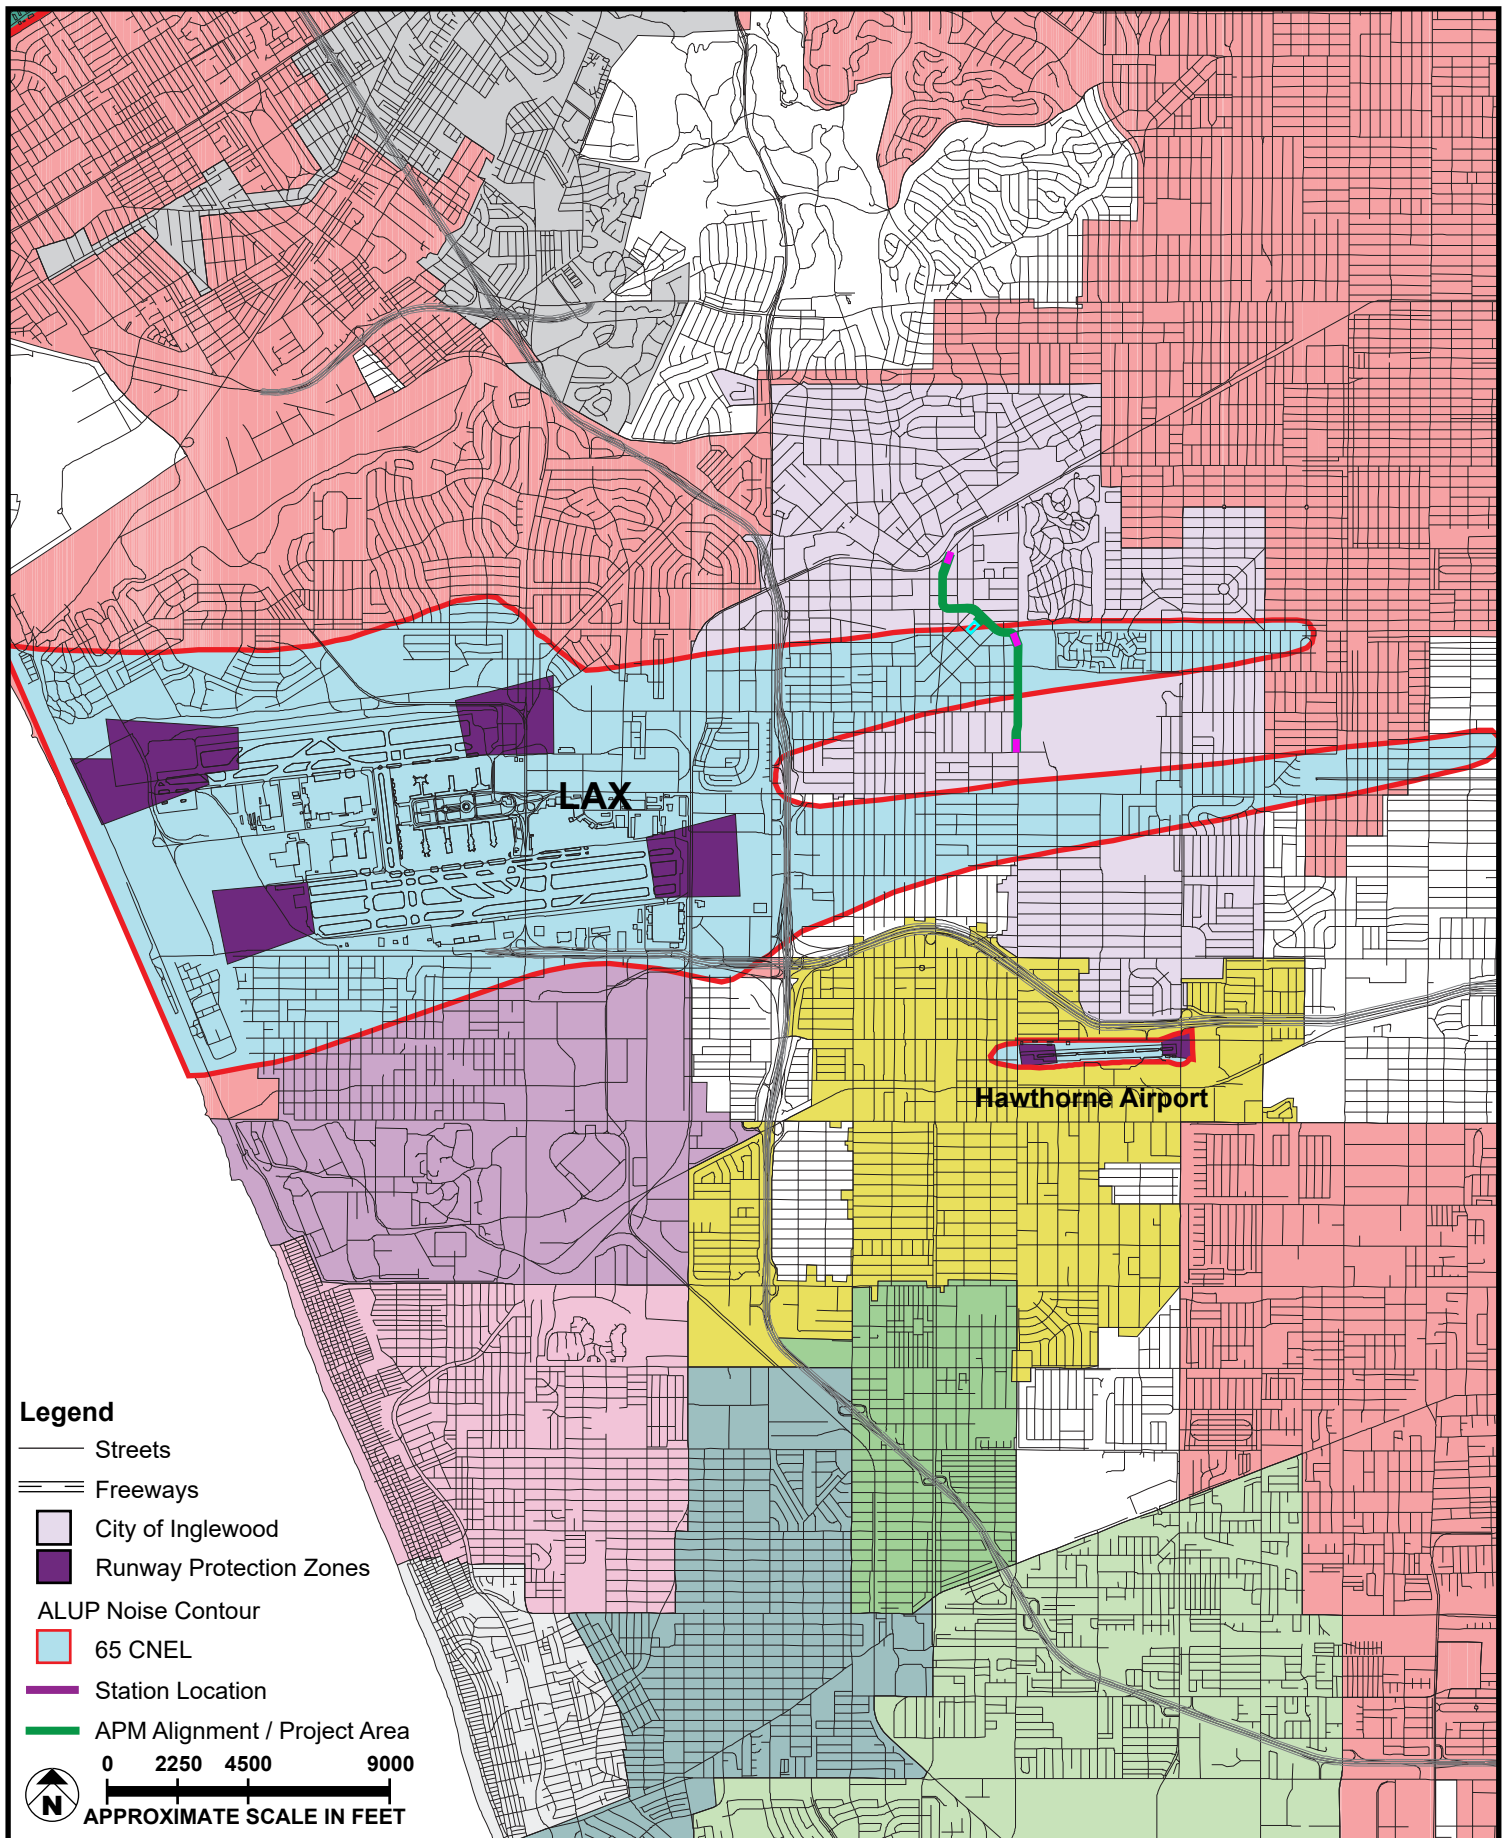 LAX
Hawthorne Airport
Legend
Streets
Freeways
City of Inglewood
Runway Protection Zones
ALUP Noise Contour
65 CNEL
Station Location
APM Alignment / Project Area
0 2250 4500 9000
N
APPROXIMATE SCALE IN FEET